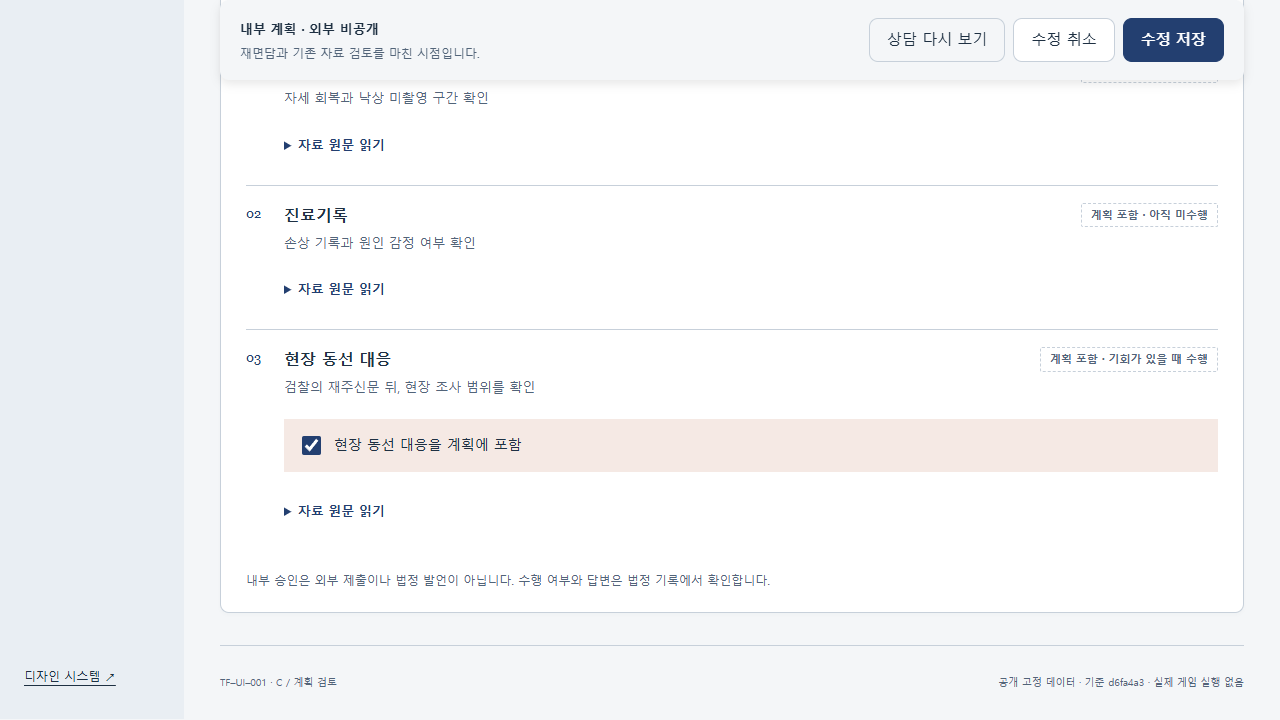 내부 계획 · 외부 비공개
재면담과 기존 자료 검토를 마친 시점입니다.
상담 다시 보기
수정 취소
수정 저장
자세 회복과 낙상 미촬영 구간 확인
▶ 자료 원문 읽기
02 진료기록
계획 포함 · 아직 미수행
손상 기록과 원인 감정 여부 확인
▶ 자료 원문 읽기
03 현장 동선 대응
계획 포함 · 기회가 있을 때 수행
검찰의 재주신문 뒤, 현장 조사 범위를 확인
현장 동선 대응을 계획에 포함
▶ 자료 원문 읽기
내부 승인은 외부 제출이나 법정 발언이 아닙니다. 수행 여부와 답변은 법정 기록에서 확인합니다.
디자인 시스템 ↗
TF-UI-001 · C / 계획 검토
공개 고정 데이터 · 기준 d6fa4a3 · 실제 게임 실행 없음